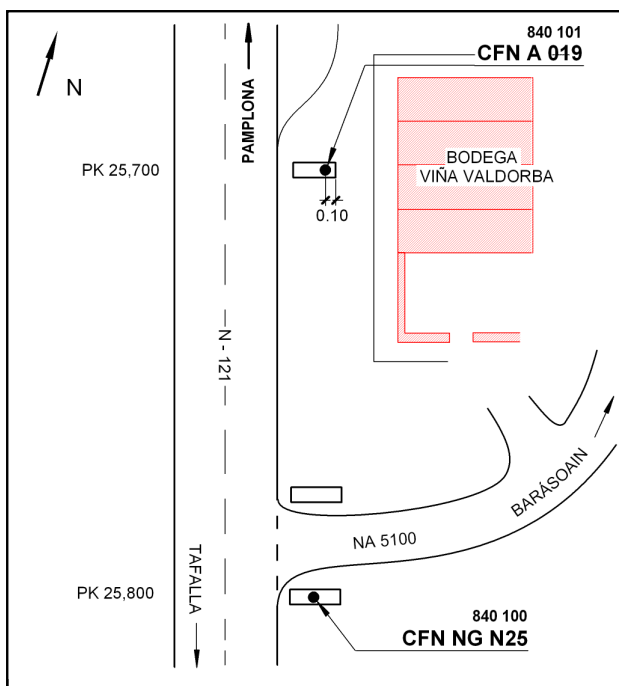 840 101
CFN A 019
N
PAMPLONA
PK 25,700
BODEGA
VIÑA VALDORBA
0.10
N - 121
BARÁSOAIN
NA 5100
TAFALLA
PK 25,800
840 100
CFN NG N25